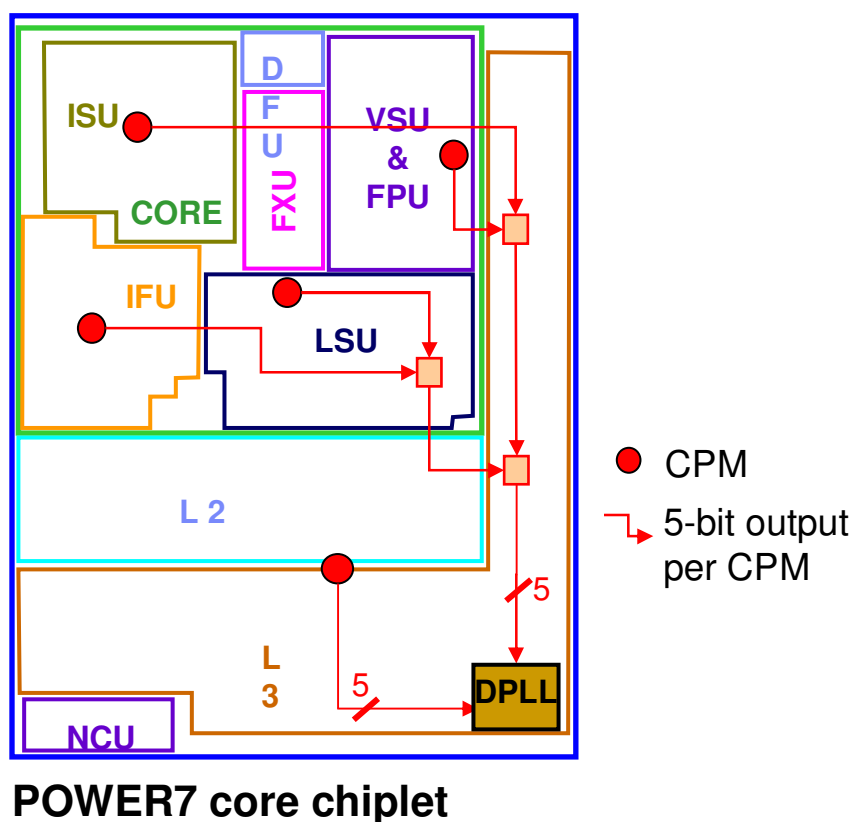 ISU
D
F
U
VSU
&
FPU
FXU
CORE
IFU
LSU
L 2
L
3
5
5
DPLL
NCU
CPM
5-bit output
per CPM
POWER7 core chiplet